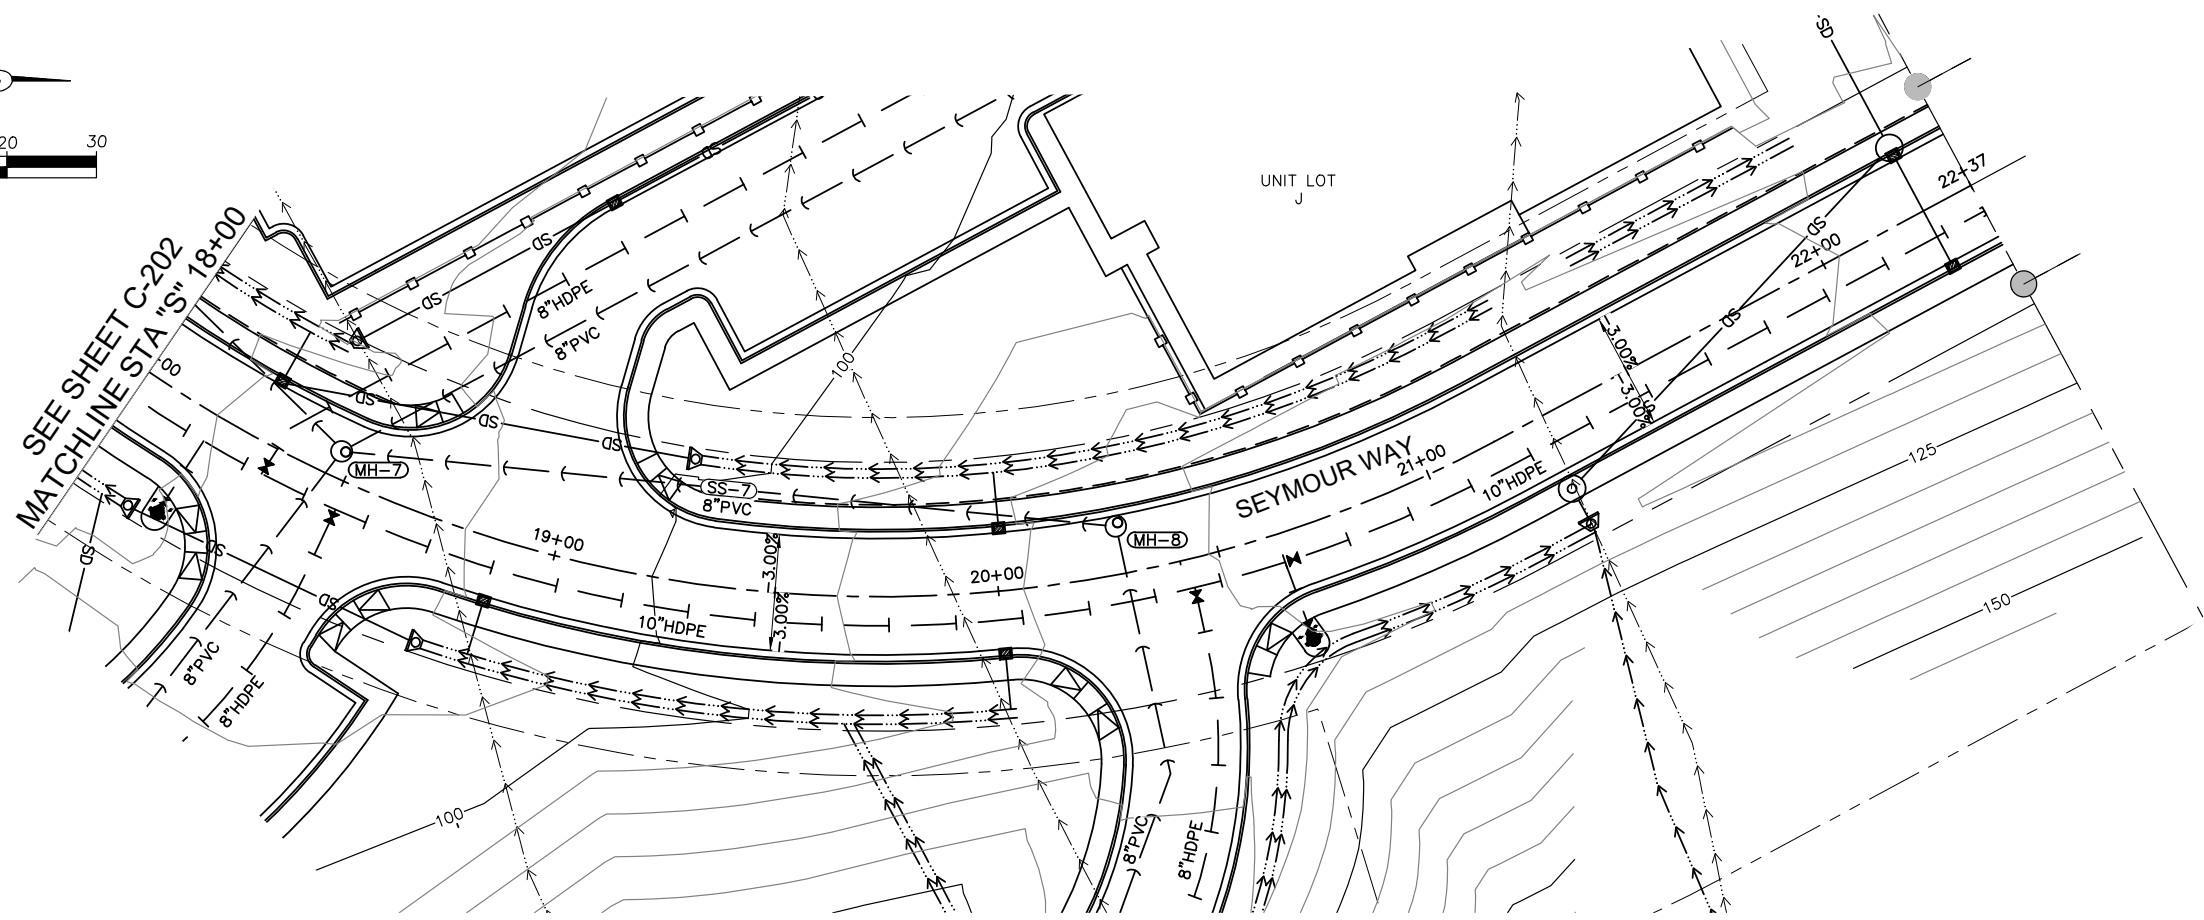 20 30
SD
SEE SHEET C-202
MATCHLINE STA "S" 18+00
00
UNIT LOT
J
22+37
22+00
SD
SD
SD
SD
SD
8"HDPE
8"PVC
100
SD
SD
SD
MH-7
SS-7
8"PVC
-3.00%
-3.00%
SEYMOUR WAY
21+00
10"HDPE
125
MH-8
19+00
20+00
-3.00%
-3.00%
10"HDPE
SD
SD
SD
8"PVC
8"HDPE
150
100
8"PVC
8"HDPE